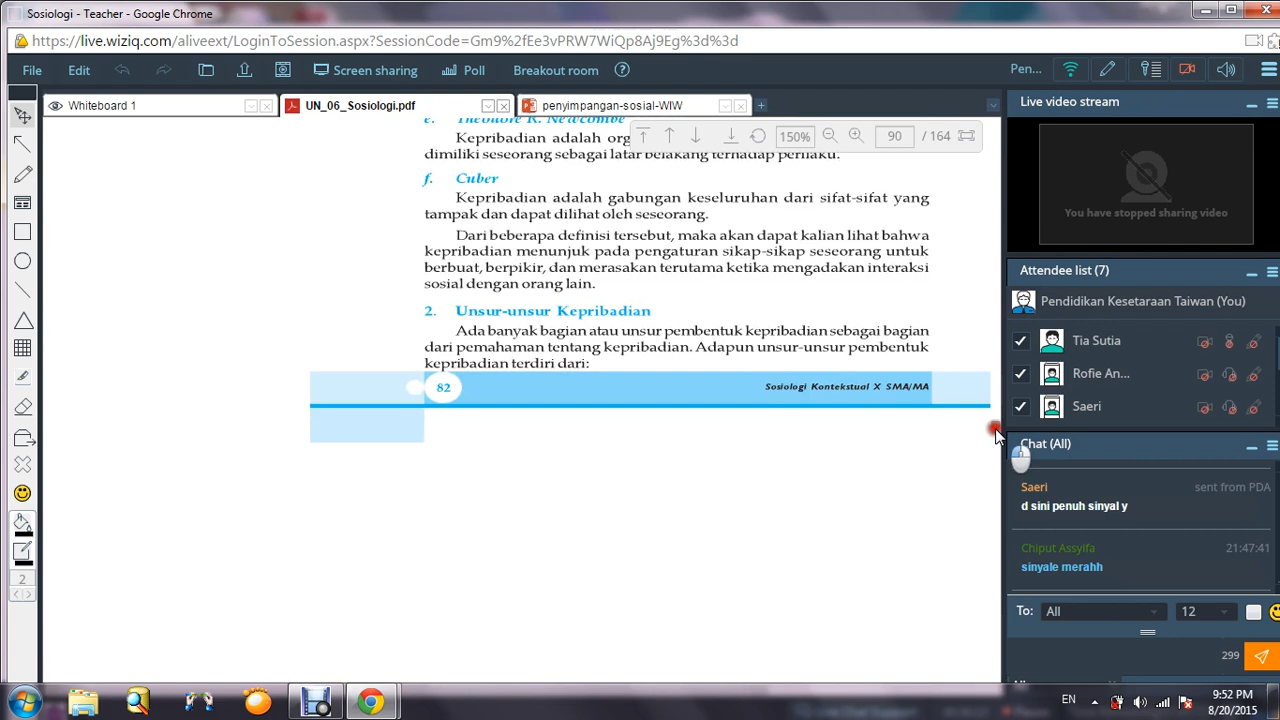 Sosiologi - Teacher - Google Chrome
https://live.wiziq.com/aliveext/LoginToSession.aspx?SessionCode=Gm9%2fEe3vPRW7WiQp8Aj9Eg%3d%3d
File Edit Screen sharing Poll Breakout room Pen...
Whiteboard 1 UN_06_ Sosiologi.pdf penyimpangan-sosial-WIW
150% 90 / 164
e. Theodore R. Newcombe
Kepribadian adalah org
dimiliki seseorang sebagai latar belakang terhadap perilaku.
f. Cuber
Kepribadian adalah gabungan keseluruhan dari sifat-sifat yang
tampak dan dapat dilihat oleh seseorang.
Dari beberapa definisi tersebut, maka akan dapat kalian lihat bahwa
kepribadian menunjuk pada pengaturan sikap-sikap seseorang untuk
berbuat, berpikir, dan merasakan terutama ketika mengadakan interaksi
sosial dengan orang lain.
2. Unsur-unsur Kepribadian
Ada banyak bagian atau unsur pembentuk kepribadian sebagai bagian
dari pemahaman tentang kepribadian. Adapun unsur-unsur pembentuk
kepribadian terdiri dari:
82 Sosiologi Kontekstual X SMA/MA
2
Live video stream
You have stopped sharing video
Attendee list (7)
Pendidikan Kesetaraan Taiwan (You)
Tia Sutia
Rofie An...
Saeri
Chat (All)
Saeri sent from PDA
d sini penuh sinyal y
Chiput Assyifa 21:47:41
sinyale merahh
To: All 12
299
EN 9:52 PM
8/20/2015